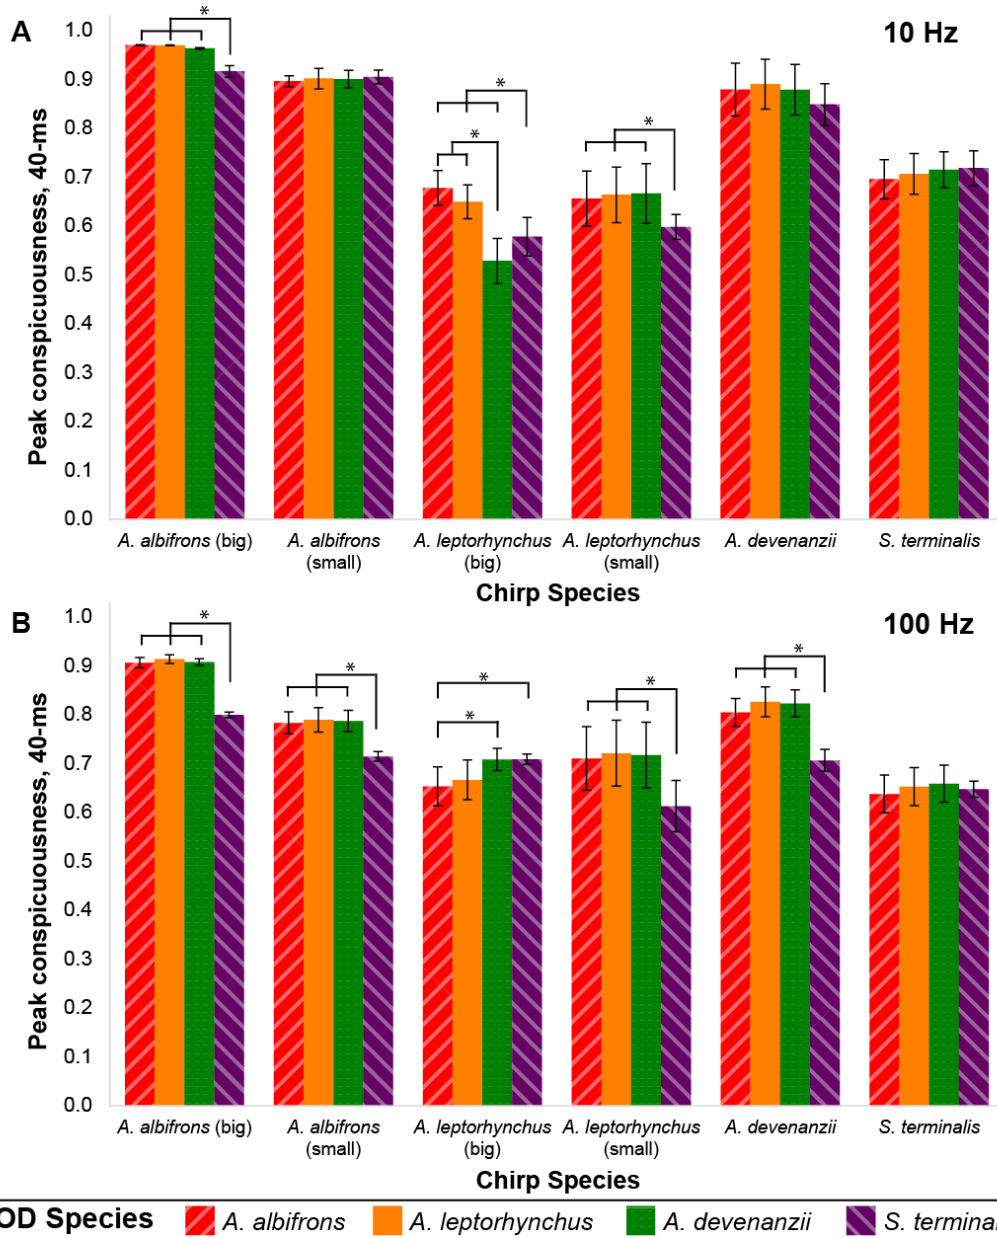 A
10 Hz
Peak conspicuousness, 40-ms
1.0
0.9
0.8
0.7
0.6
0.5
0.4
0.3
0.2
0.1
0.0
* * * *
A. albifrons (big)
A. albifrons
(small)
A. leptorhynchus
(big)
A. leptorhynchus
(small)
A. devenanzii
S. terminalis
Chirp Species
B
100 Hz
Peak conspicuousness, 40-ms
1.0
0.9
0.8
0.7
0.6
0.5
0.4
0.3
0.2
0.1
0.0
* * * * * *
A. albifrons (big)
A. albifrons
(small)
A. leptorhynchus
(big)
A. leptorhynchus
(small)
A. devenanzii
S. terminalis
Chirp Species
OD Species A. albifrons A. leptorhynchus A. devenanzii S. termina